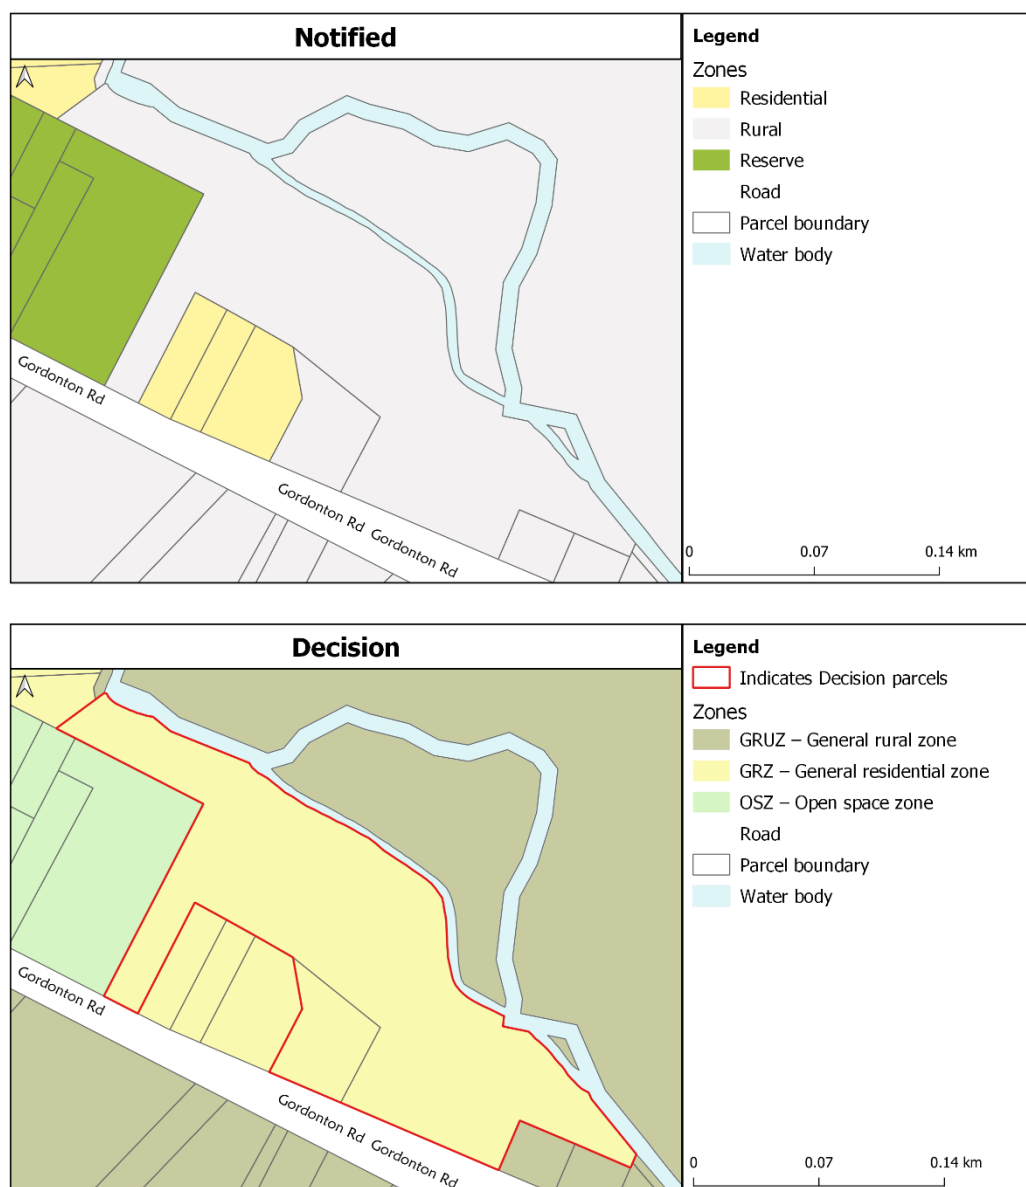 Notified
Legend
Zones
Residential
Rural
Reserve
Road
Parcel boundary
Water body
Gordonton Rd
Gordonton Rd Gordonton Rd
0 0.07 0.14 km
Decision
Legend
Indicates Decision parcels
Zones
GRUZ – General rural zone
GRZ – General residential zone
OSZ – Open space zone
Road
Parcel boundary
Water body
Gordonton Rd
Gordonton Rd Gordonton Rd
0 0.07 0.14 km